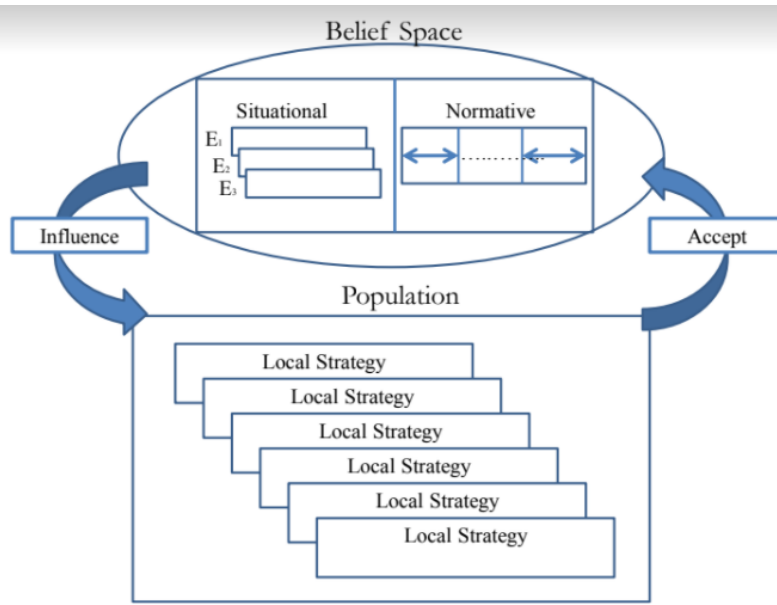 Belief Space
Situational
Normative
E₁
E₂
E₃
Influence
Accept
Population
Local Strategy
Local Strategy
Local Strategy
Local Strategy
Local Strategy
Local Strategy